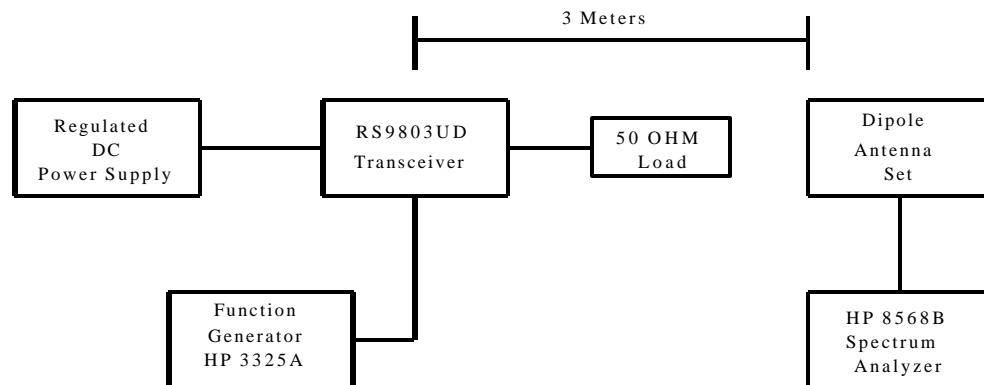 3 Meters
Regulated
DC
Power Supply
RS9803UD
Transceiver
50 OHM
Load
Dipole
Antenna
Set
Function
Generator
HP 3325A
HP 8568B
Spectrum
Analyzer